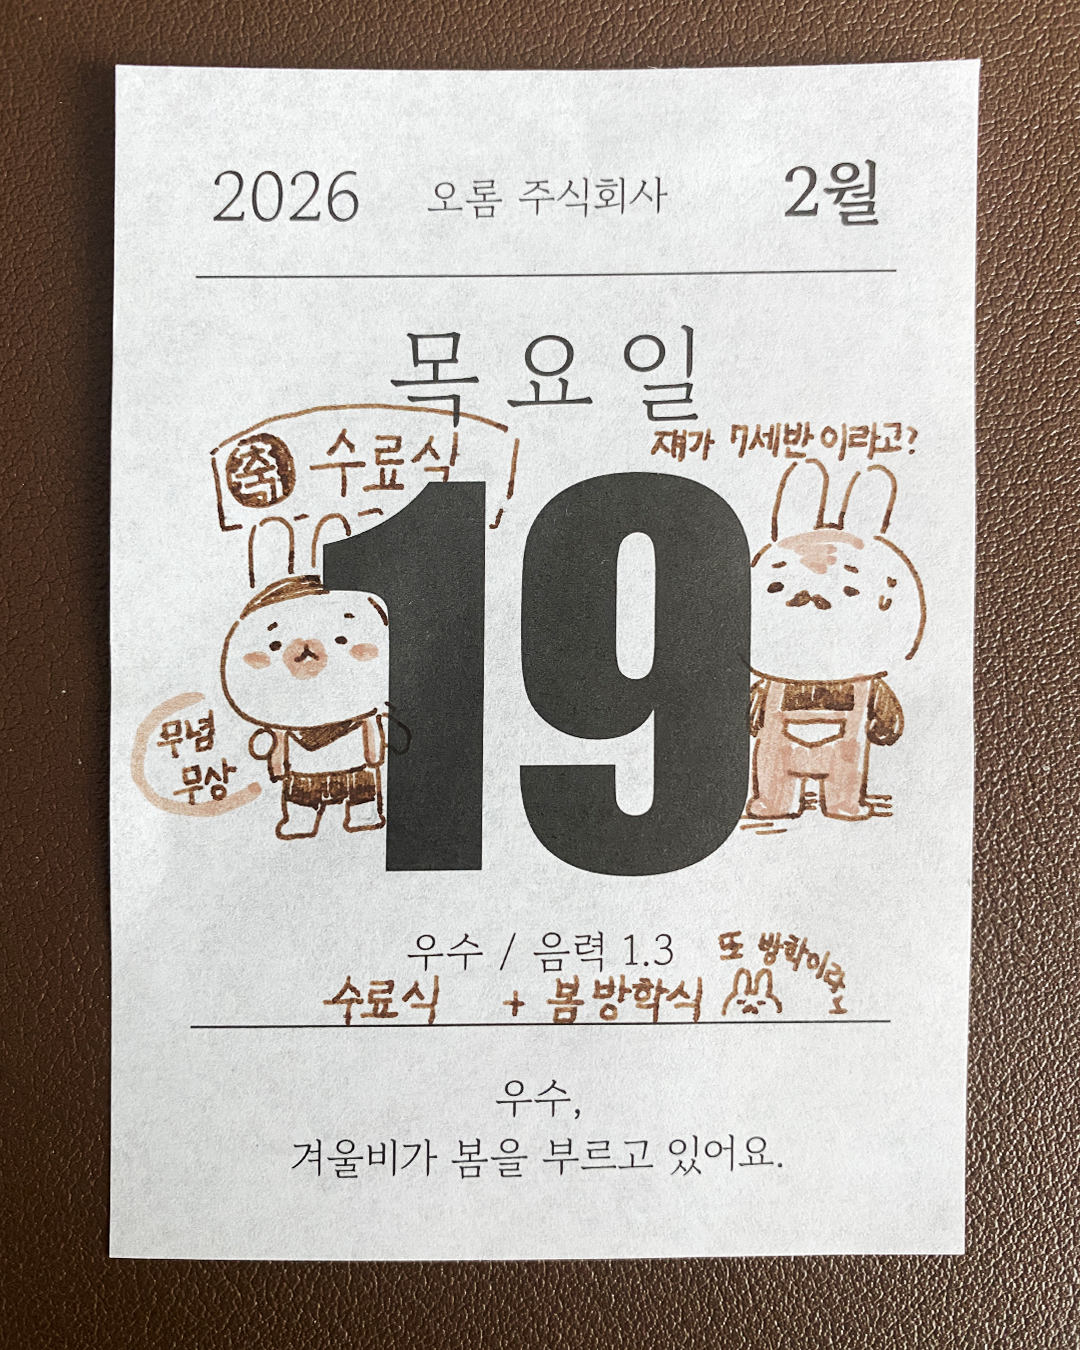 2026 오롬 주식회사 2월
목요일
축 수료식
쟤가 7세반이라고?
19
무념
무상
우수 / 음력 1.3
또 방학이라노
수료식 + 봄방학식
우수,
겨울비가 봄을 부르고 있어요.